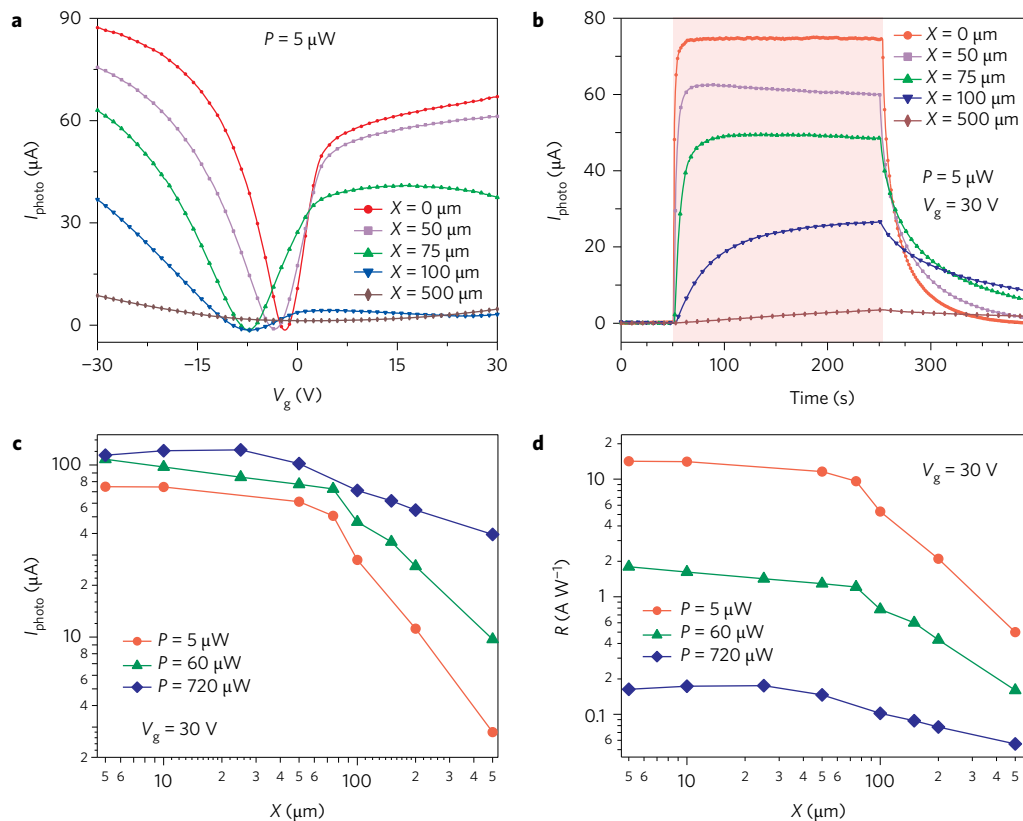 a
P = 5 μW
I_photo (μA)
90
60
30
0
X = 0 μm
X = 50 μm
X = 75 μm
X = 100 μm
X = 500 μm
−30
−15
0
15
30
V_g (V)
b
I_photo (μA)
80
60
40
20
0
X = 0 μm
X = 50 μm
X = 75 μm
X = 100 μm
X = 500 μm
P = 5 μW
V_g = 30 V
0
100
200
300
Time (s)
c
I_photo (μA)
100
8
6
4
2
10
8
6
4
2
P = 5 μW
P = 60 μW
P = 720 μW
V_g = 30 V
5 6 10 2 3 4 5 6 100 2 3 4 5
X (μm)
d
R (A W⁻¹)
V_g = 30 V
2
10
6
4
2
1
6
4
2
0.1
6
P = 5 μW
P = 60 μW
P = 720 μW
5 6 10 2 3 4 5 6 100 2 3 4 5
X (μm)